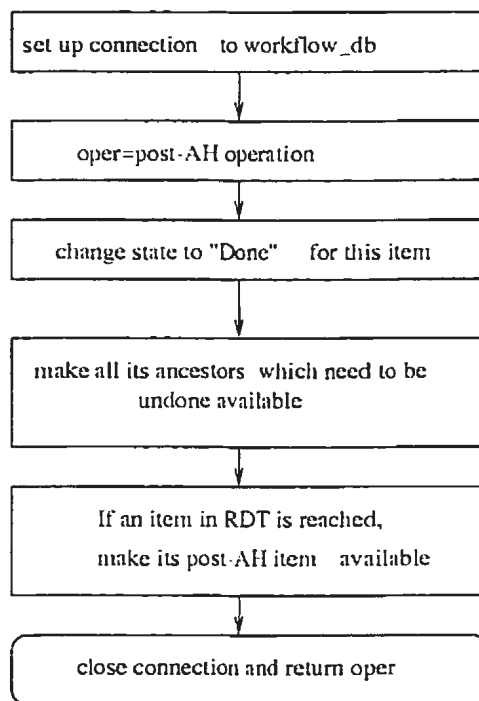 set up connection to workflow_db
oper=post-AH operation
change state to "Done" for this item
make all its ancestors which need to be
undone available
If an item in RDT is reached,
make its post-AH item available
close connection and return oper